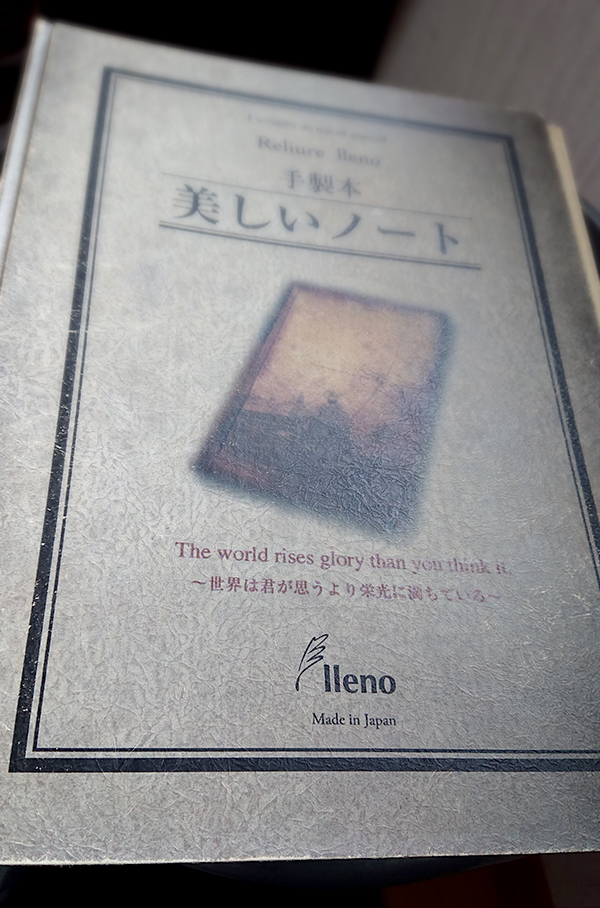 Reliure lleno
手製本
美しいノート
The world rises glory than you think it
～世界は君が思うより栄光に満ちている～
lleno
Made in Japan